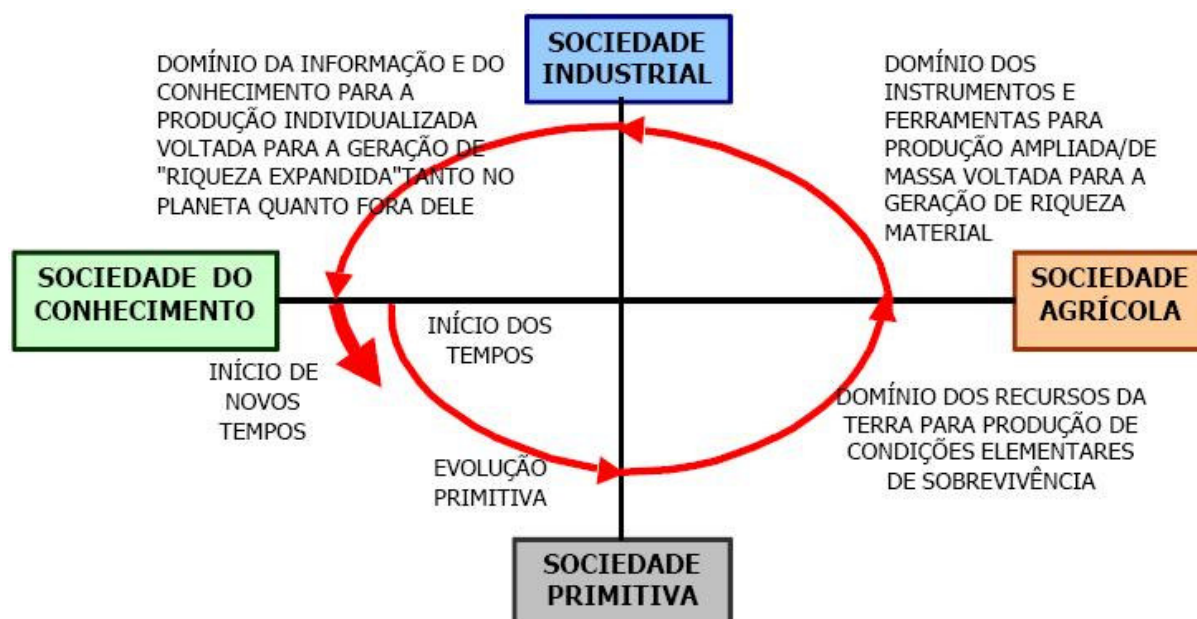 SOCIEDADE
INDUSTRIAL
DOMÍNIO DA INFORMAÇÃO E DO
CONHECIMENTO PARA A
PRODUÇÃO INDIVIDUALIZADA
VOLTADA PARA A GERAÇÃO DE
"RIQUEZA EXPANDIDA"TANTO NO
PLANETA QUANTO FORA DELE
DOMÍNIO DOS
INSTRUMENTOS E
FERRAMENTAS PARA
PRODUÇÃO AMPLIADA/DE
MASSA VOLTADA PARA A
GERAÇÃO DE RIQUEZA
MATERIAL
SOCIEDADE DO
CONHECIMENTO
SOCIEDADE
AGRÍCOLA
INÍCIO DOS
TEMPOS
INÍCIO DE
NOVOS
TEMPOS
DOMÍNIO DOS RECURSOS DA
TERRA PARA PRODUÇÃO DE
CONDIÇÕES ELEMENTARES
DE SOBREVIVÊNCIA
EVOLUÇÃO
PRIMITIVA
SOCIEDADE
PRIMITIVA